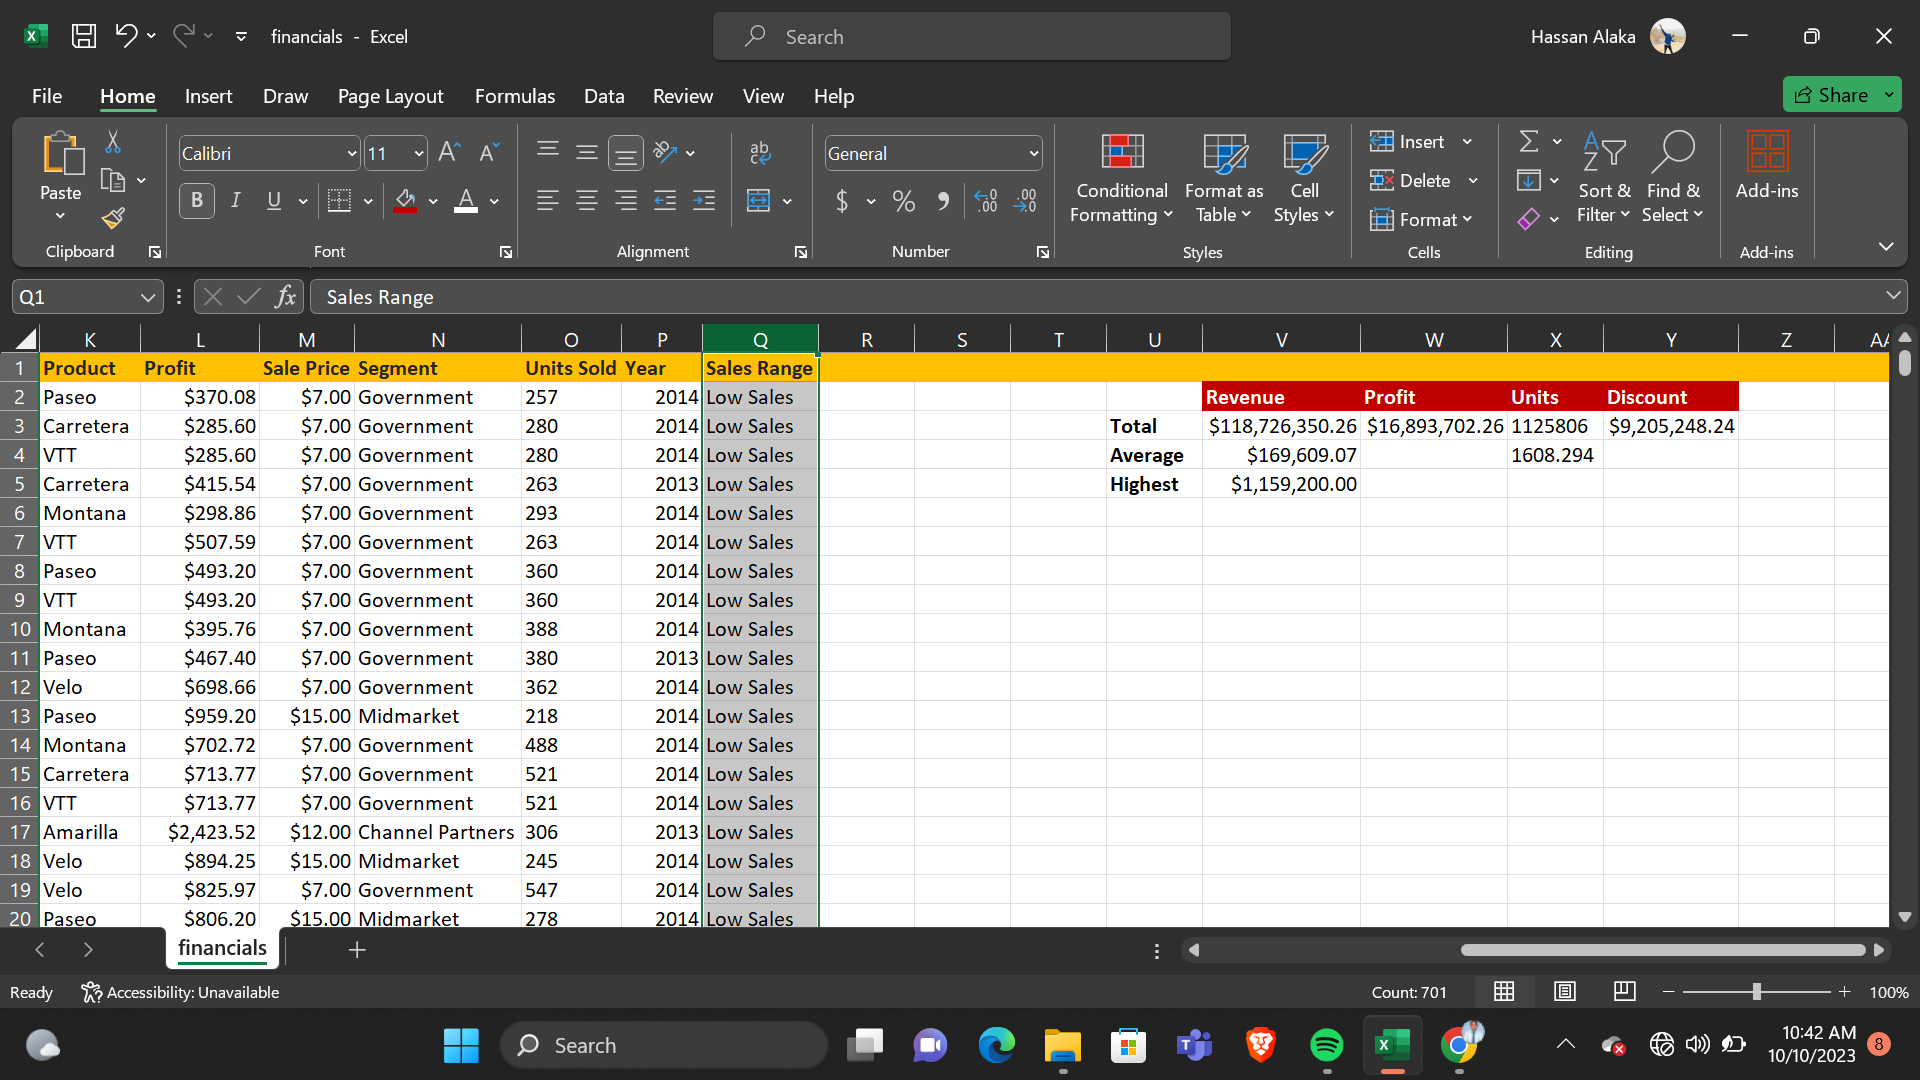 financials - Excel
Search
Hassan Alaka
File Home Insert Draw Page Layout Formulas Data Review View Help
Share
Paste
Clipboard
Calibri 11
B I U
Font
Alignment
General
Number
Conditional Formatting
Format as Table
Cell Styles
Styles
Insert
Delete
Format
Cells
Sort & Filter
Find & Select
Editing
Add-ins
Add-ins
Q1 fx Sales Range
K L M N O P Q R S T U V W X Y Z AA
1 Product Profit Sale Price Segment Units Sold Year Sales Range
2 Paseo $370.08 $7.00 Government 257 2014 Low Sales Revenue Profit Units Discount
3 Carretera $285.60 $7.00 Government 280 2014 Low Sales Total $118,726,350.26 $16,893,702.26 1125806 $9,205,248.24
4 VTT $285.60 $7.00 Government 280 2014 Low Sales Average $169,609.07 1608.294
5 Carretera $415.54 $7.00 Government 263 2013 Low Sales Highest $1,159,200.00
6 Montana $298.86 $7.00 Government 293 2014 Low Sales
7 VTT $507.59 $7.00 Government 263 2014 Low Sales
8 Paseo $493.20 $7.00 Government 360 2014 Low Sales
9 VTT $493.20 $7.00 Government 360 2014 Low Sales
10 Montana $395.76 $7.00 Government 388 2014 Low Sales
11 Paseo $467.40 $7.00 Government 380 2013 Low Sales
12 Velo $698.66 $7.00 Government 362 2014 Low Sales
13 Paseo $959.20 $15.00 Midmarket 218 2014 Low Sales
14 Montana $702.72 $7.00 Government 488 2014 Low Sales
15 Carretera $713.77 $7.00 Government 521 2014 Low Sales
16 VTT $713.77 $7.00 Government 521 2014 Low Sales
17 Amarilla $2,423.52 $12.00 Channel Partners 306 2013 Low Sales
18 Velo $894.25 $15.00 Midmarket 245 2014 Low Sales
19 Velo $825.97 $7.00 Government 547 2014 Low Sales
20 Paseo $806.20 $15.00 Midmarket 278 2014 Low Sales
financials
Ready Accessibility: Unavailable Count: 701 100%
Search
10:42 AM
10/10/2023
8